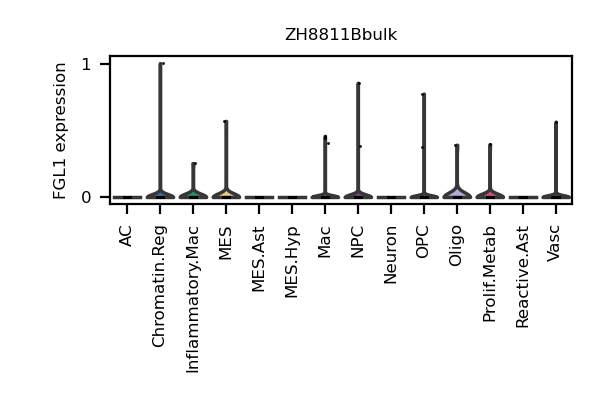 ZH8811Bbulk
FGL1 expression
1
0
AC
Chromatin.Reg
Inflammatory.Mac
MES
MES.Ast
MES.Hyp
Mac
NPC
Neuron
OPC
Oligo
Prolif.Metab
Reactive.Ast
Vasc